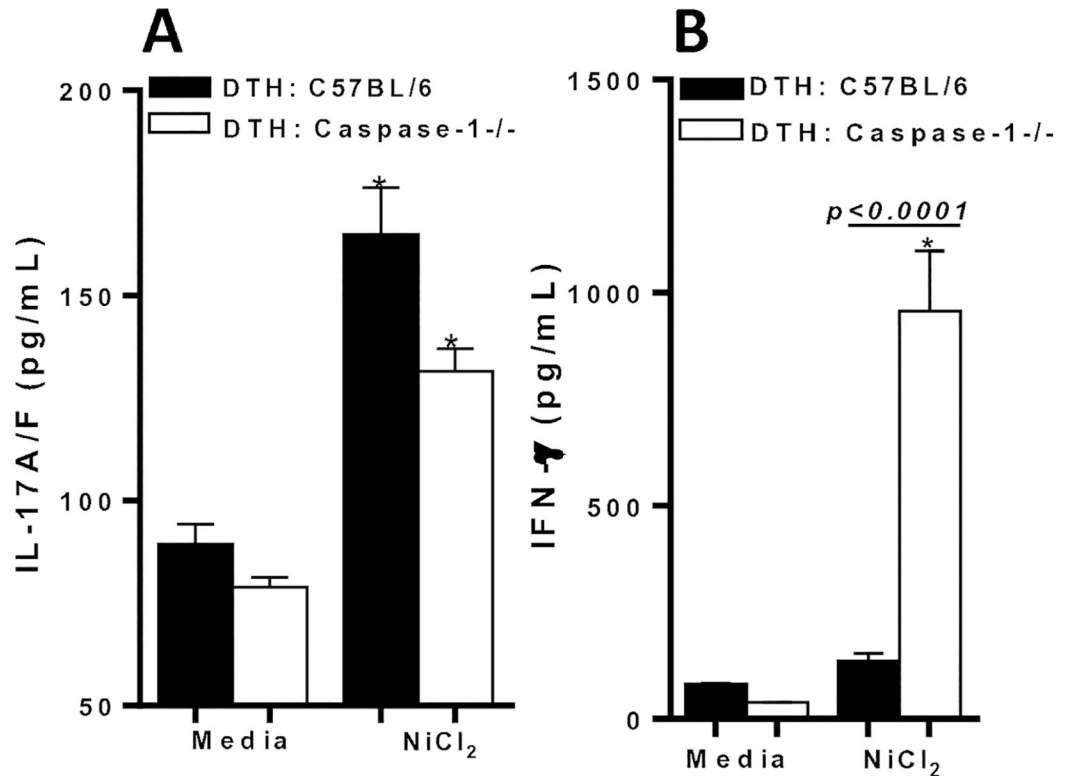 A
200
150
100
50
IL-17A/F (pg/mL)
DTH: C57BL/6
DTH: Caspase-1-/-
*
*
Media
NiCl₂
B
1500
1000
500
0
IFN-γ (pg/mL)
DTH: C57BL/6
DTH: Caspase-1-/-
p<0.0001
*
Media
NiCl₂